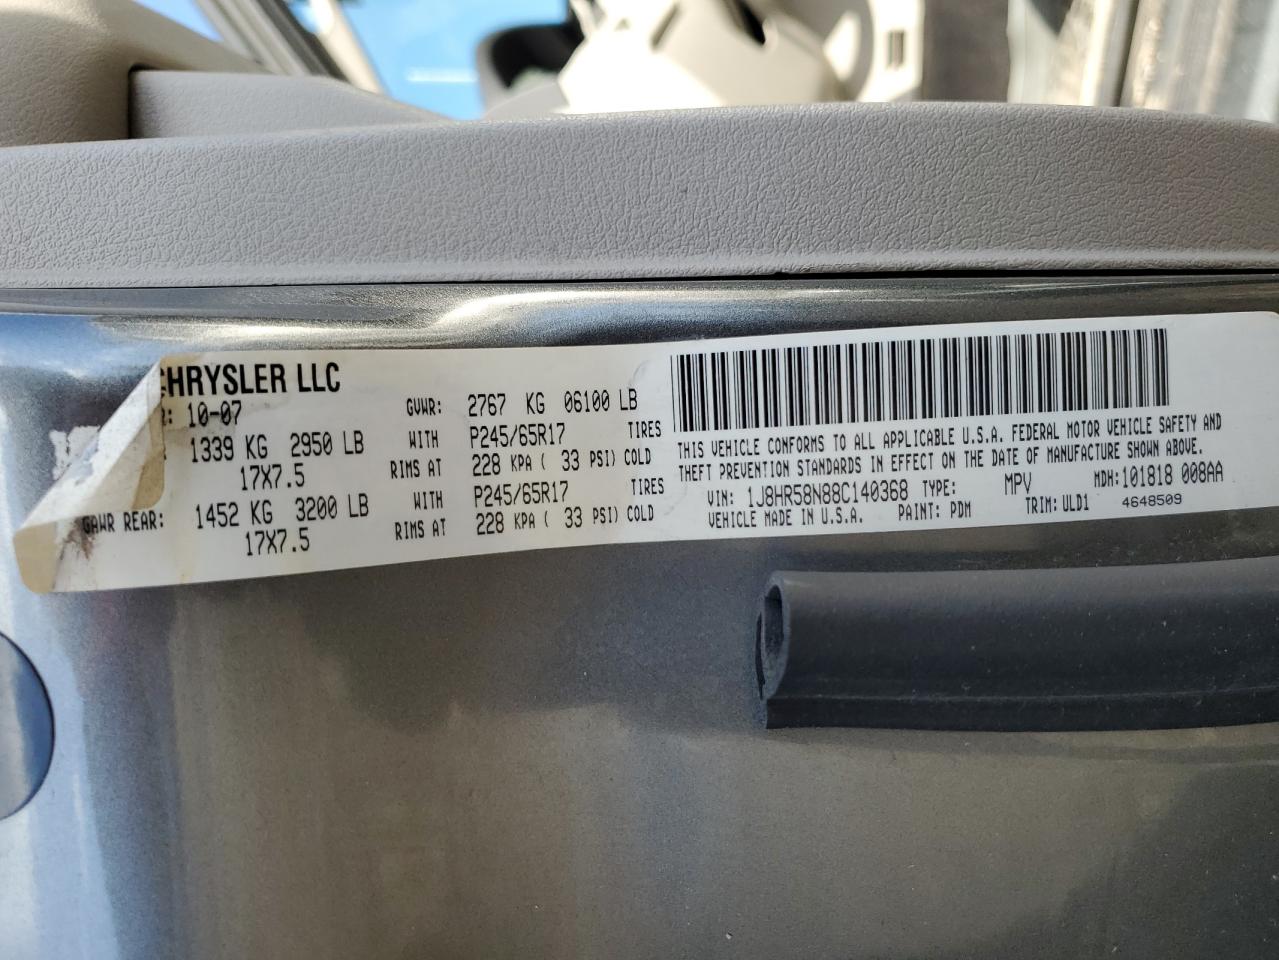 HRYSLER LLC
: 10-07 GVWR: 2767 KG 06100 LB
1339 KG 2950 LB WITH P245/65R17 TIRES
17X7.5 RIMS AT 228 KPA ( 33 PSI) COLD
GAWR REAR: 1452 KG 3200 LB WITH P245/65R17 TIRES
17X7.5 RIMS AT 228 KPA ( 33 PSI) COLD
THIS VEHICLE CONFORMS TO ALL APPLICABLE U.S.A. FEDERAL MOTOR VEHICLE SAFETY AND
THEFT PREVENTION STANDARDS IN EFFECT ON THE DATE OF MANUFACTURE SHOWN ABOVE.
VIN: 1J8HR58N88C140368 TYPE: MPV MDH:101818 008AA
VEHICLE MADE IN U.S.A. PAINT: PDM TRIM: ULD1 4648509